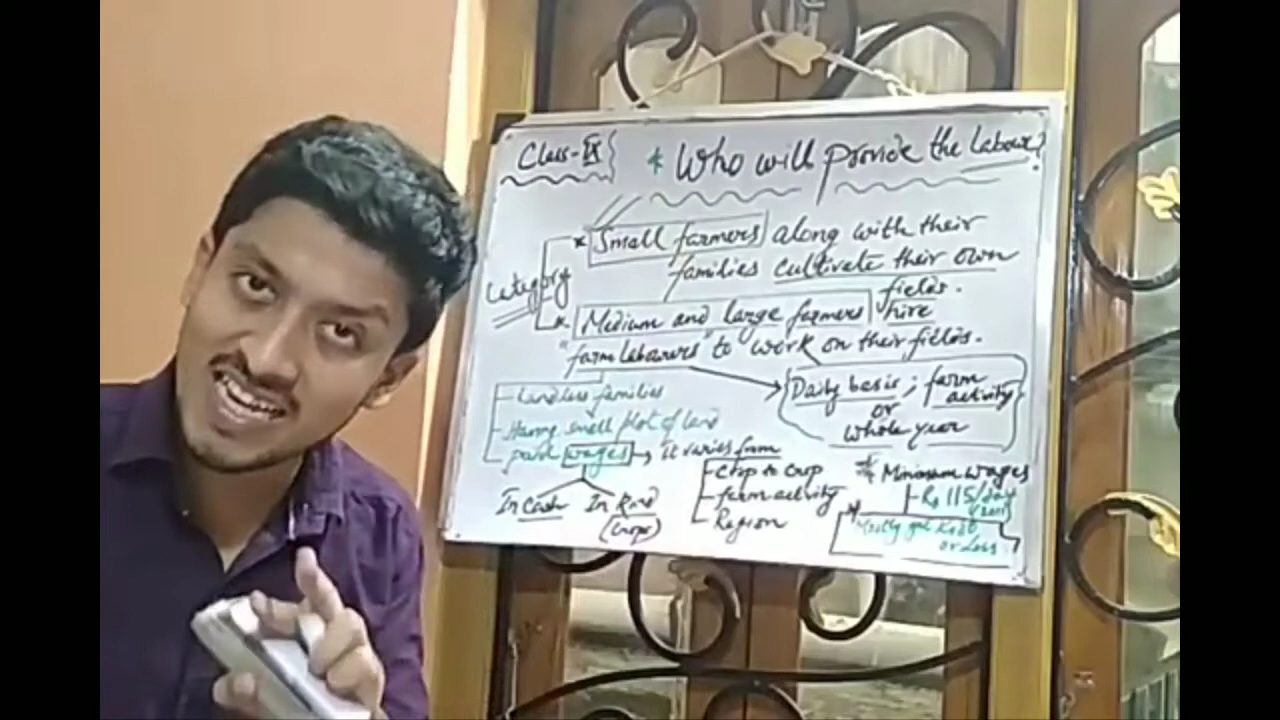 Class-IX
* Who will provide the Labour?
Category
* Small farmers along with their
families cultivate their own
fields.
* Medium and large farmers hire
"farm labourers" to work on their fields.
Daily basis; farm
activity
or
whole year
- Landless families
- Having small plot of land
- paid wages → it varies from
In Cash In Kind
(Crops)
- Crop to Crop
- farm activity
- Region
* Minimum wages
Rs 115/day
or Less